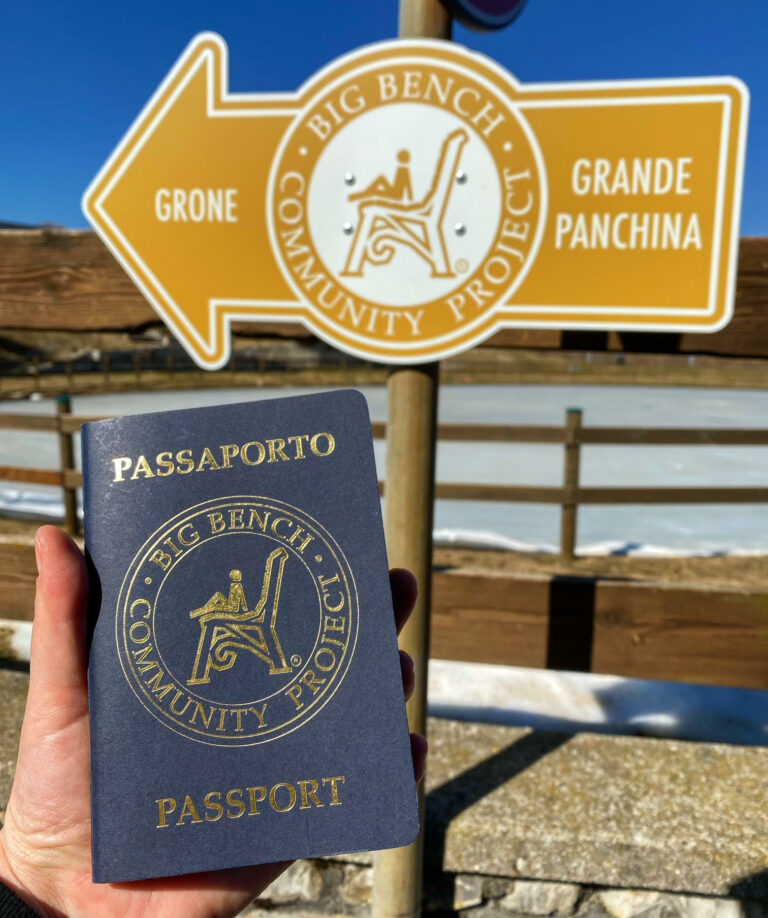 GRONE
BIG BENCH
COMMUNITY PROJECT
®
GRANDE
PANCHINA
PASSAPORTO
BIG BENCH
COMMUNITY PROJECT
®
PASSPORT